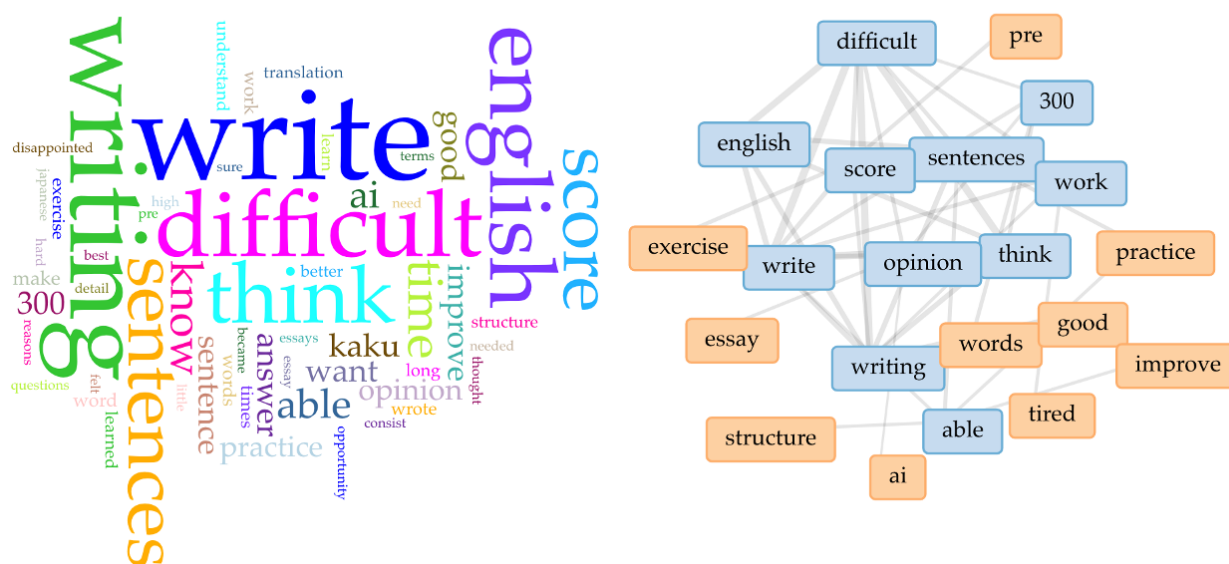 writing
write
english
difficult
think
sentences
score
understand
work
translation
learn
sure
terms
good
ai
need
disappointed
japanese
exercise
pre
high
hard
best
make
detail
300
know
better
time
improve
structure
reasons
questions
felt
word
learned
little
sentence
words
became
times
answer
essays
essay
kaku
want
able
long
needed
thought
opinion
wrote
consist
practice
opportunity
difficult
pre
300
english
sentences
score
work
exercise
write
opinion
think
practice
essay
writing
words
good
improve
structure
able
tired
ai